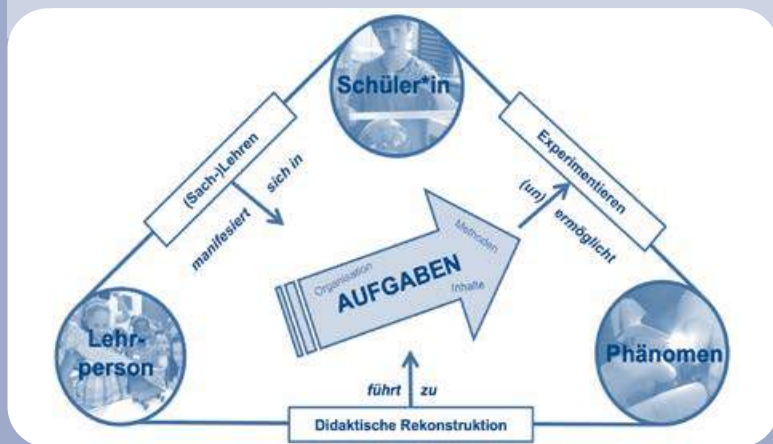 Schüler*in
(Sach-)Lehren
manifiestiert sich in
Experimentieren
(un) ermöglicht
Organisation
Methoden
AUFGABEN
Inhalte
Lehr-
person
Phänomen
führt zu
Didaktische Rekonstruktion